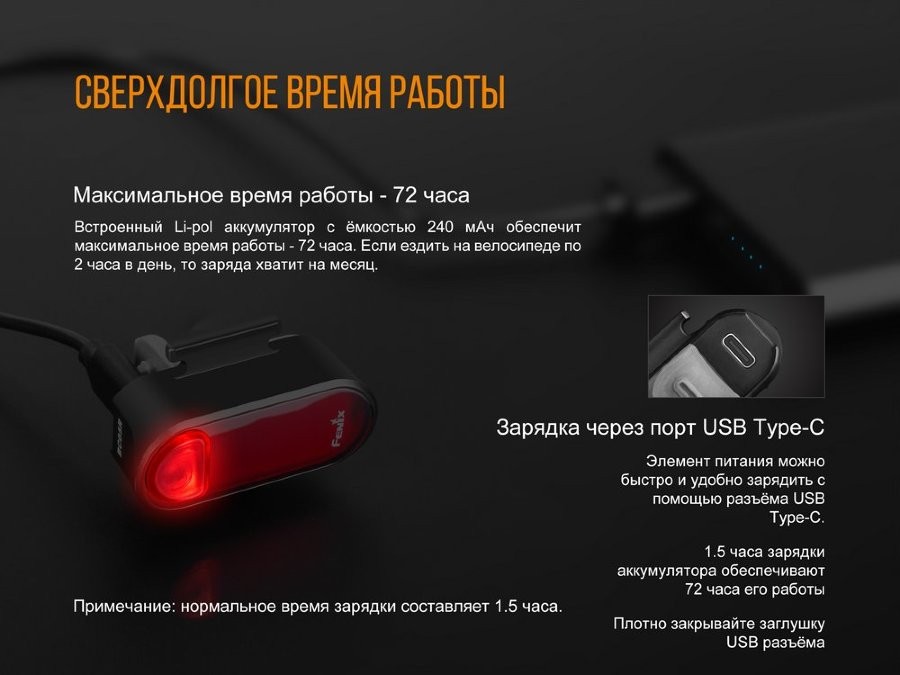 СВЕРХДОЛГОЕ ВРЕМЯ РАБОТЫ
Максимальное время работы - 72 часа
Встроенный Li-pol аккумулятор с ёмкостью 240 мАч обеспечит
максимальное время работы - 72 часа. Если ездить на велосипеде по
2 часа в день, то заряда хватит на месяц.
FENIX
BC05R
Зарядка через порт USB Type-C
Элемент питания можно
быстро и удобно зарядить с
помощью разъёма USB
Type-C.
1.5 часа зарядки
аккумулятора обеспечивают
72 часа его работы
Плотно закрывайте заглушку
USB разъёма
Примечание: нормальное время зарядки составляет 1.5 часа.